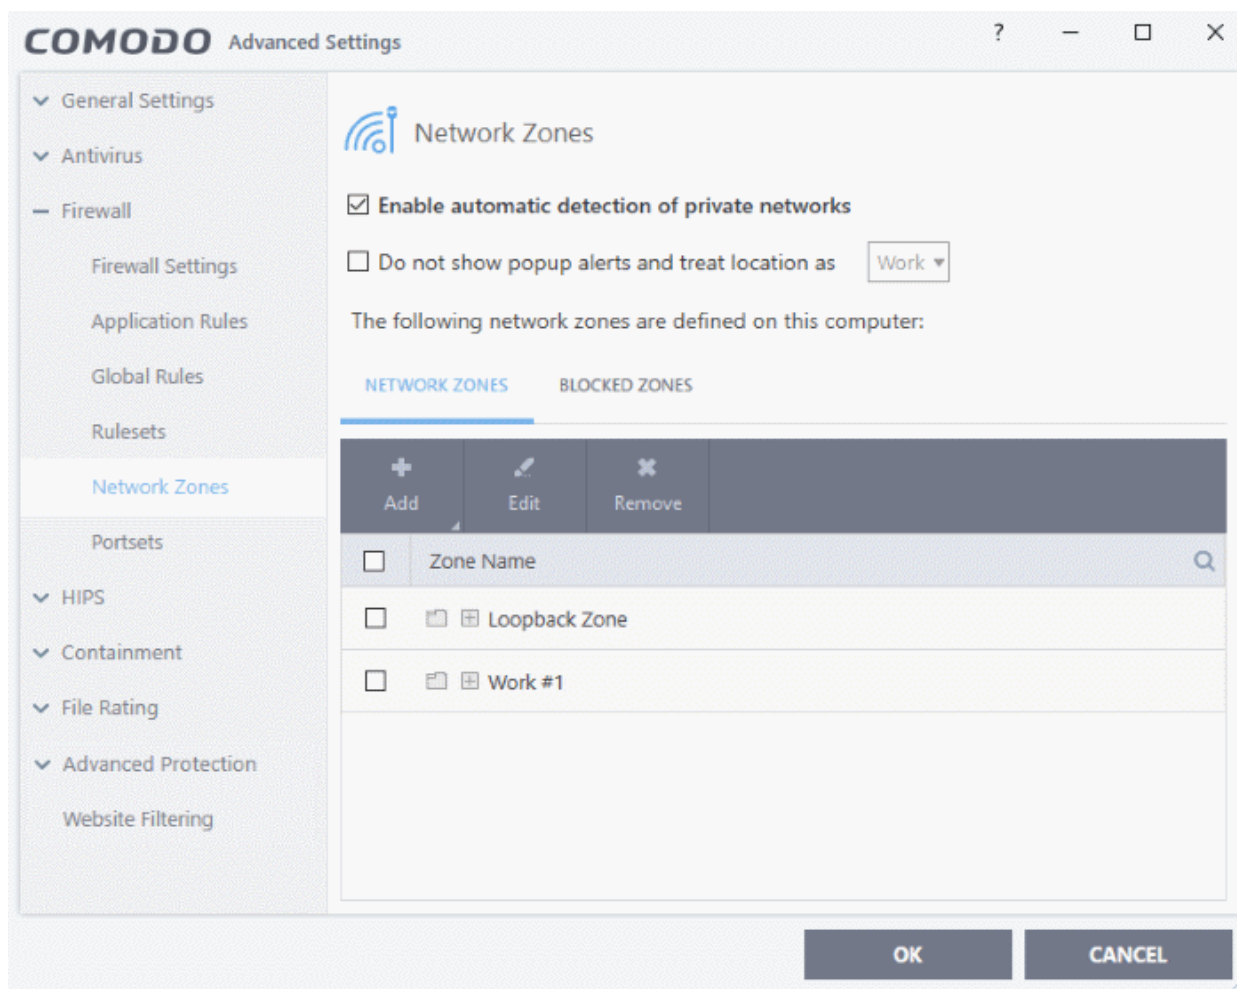 COMODO Advanced Settings ?
General Settings
Antivirus
Firewall
Firewall Settings
Application Rules
Global Rules
Rulesets
Network Zones
Portsets
HIPS
Containment
File Rating
Advanced Protection
Website Filtering
Network Zones
Enable automatic detection of private networks
Do not show popup alerts and treat location as Work
The following network zones are defined on this computer:
NETWORK ZONES BLOCKED ZONES
Add Edit Remove
Zone Name
Loopback Zone
Work #1
OK CANCEL